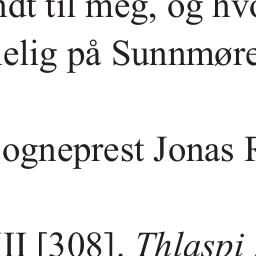 ndt til meg, og hvo
elig på Sunnmøre
ogneprest Jonas R
II [308]. Thlaspi